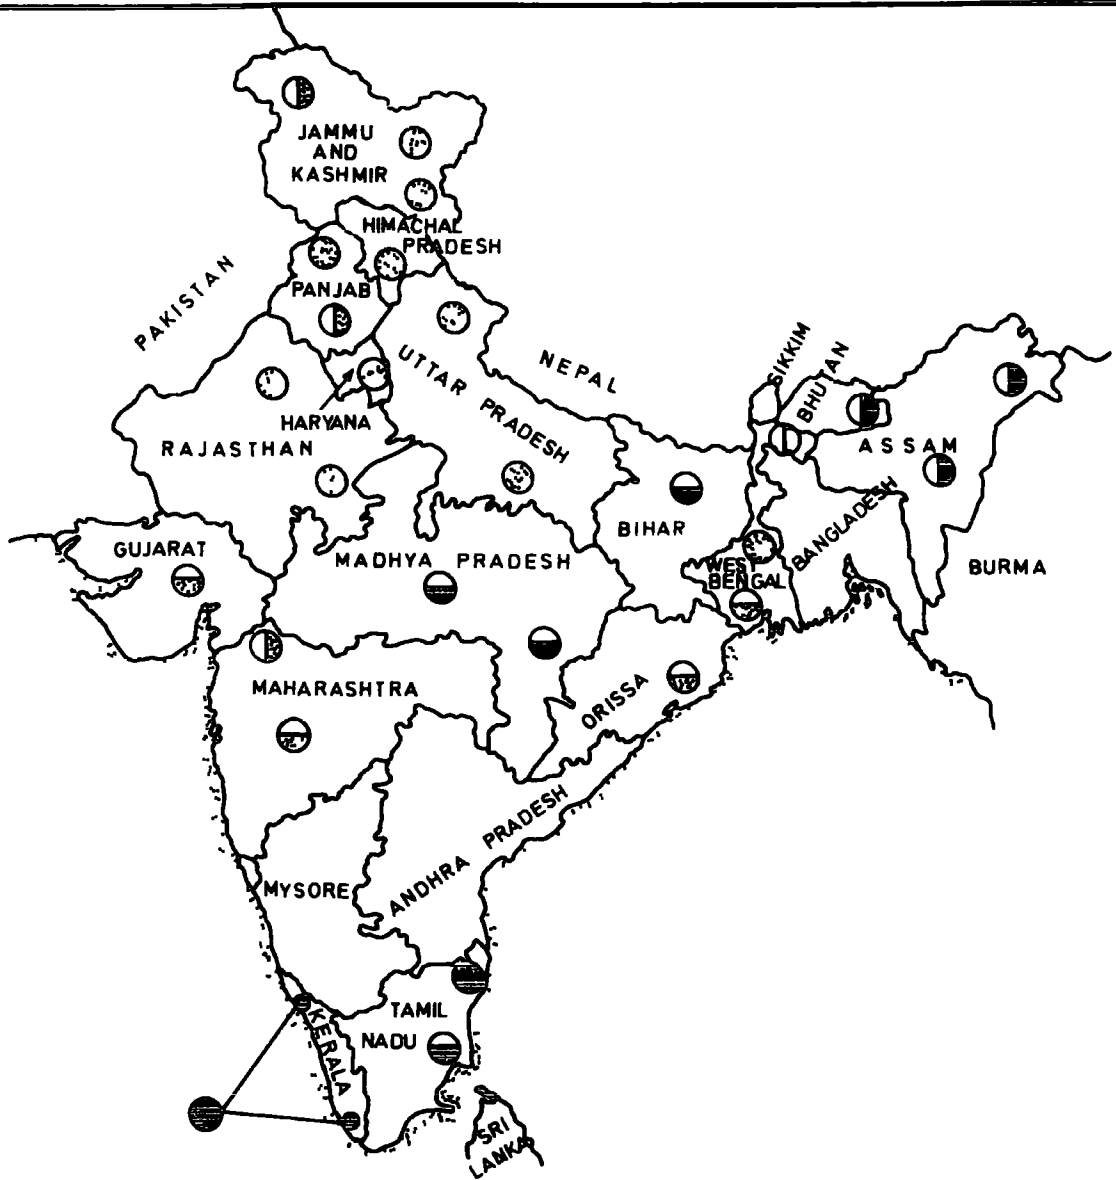 JAMMU
AND
KASHMIR
HIMACHAL
PRADESH
PAKISTAN
PANJAB
NEPAL
SIKKIM
BHUTAN
UTTAR PRADESH
HARYANA
RAJASTHAN
ASSAM
BIHAR
BANGLADESH
GUJARAT
MADHYA PRADESH
WEST
BENGAL
BURMA
MAHARASHTRA
ORISSA
ANDHRA PRADESH
MYSORE
TAMIL
NADU
KERALA
SRI
LANKA